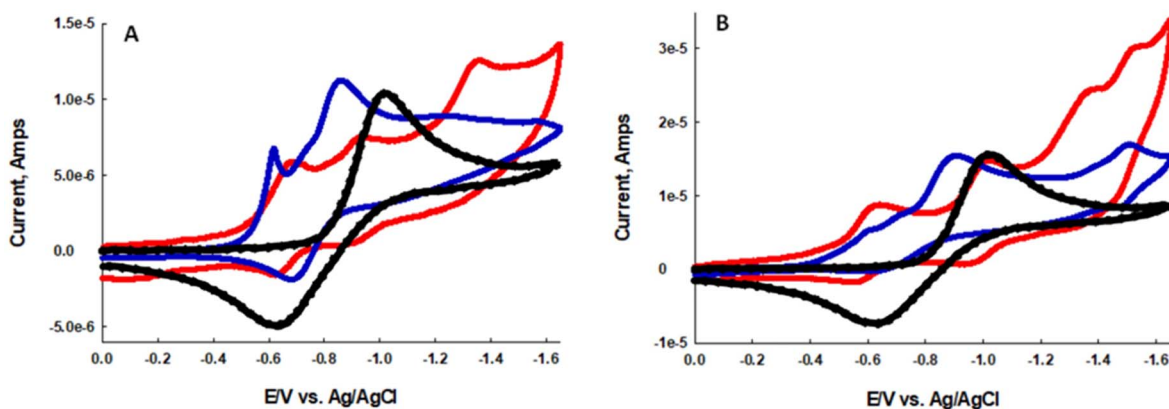 A
Current, Amps
1.5e-5
1.0e-5
5.0e-6
0.0
-5.0e-6
0.0 -0.2 -0.4 -0.6 -0.8 -1.0 -1.2 -1.4 -1.6
E/V vs. Ag/AgCl
B
Current, Amps
3e-5
2e-5
1e-5
0
-1e-5
0.0 -0.2 -0.4 -0.6 -0.8 -1.0 -1.2 -1.4 -1.6
E/V vs. Ag/AgCl